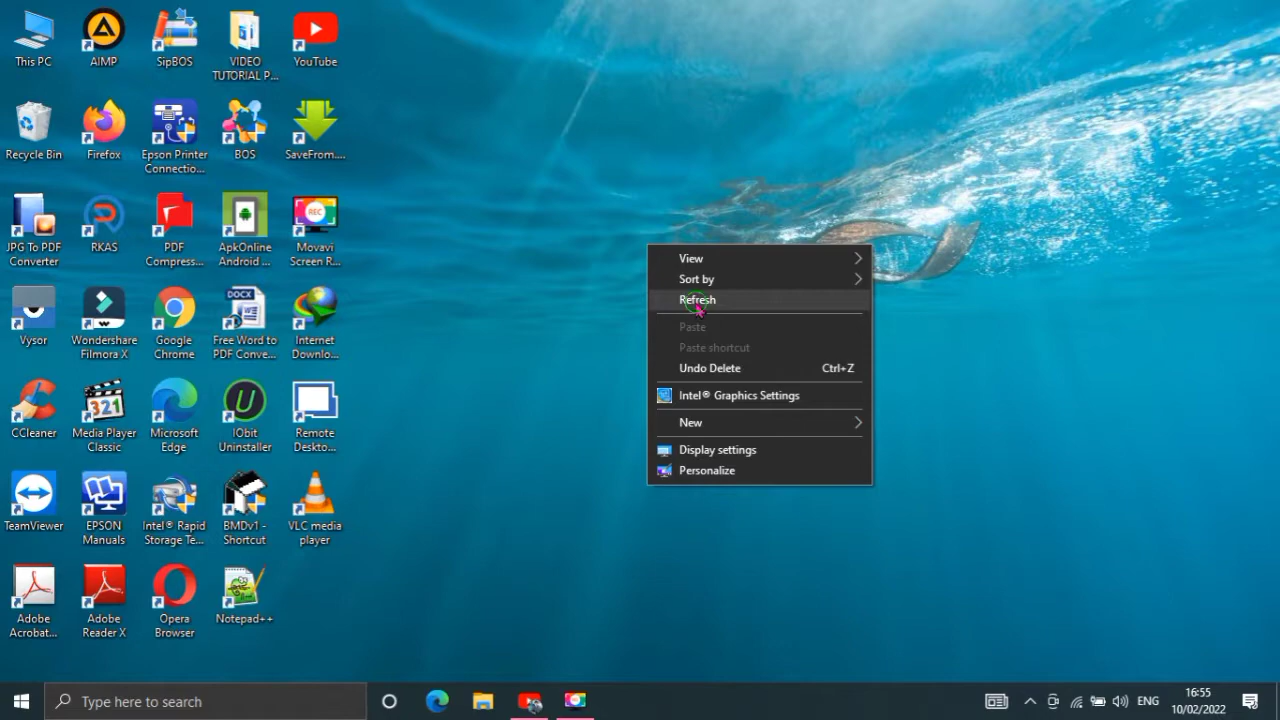 This PC
AIMP
SipBOS
VIDEO
TUTORIAL P...
YouTube
Recycle Bin
Firefox
Epson Printer
Connectio...
BOS
SaveFrom....
JPG To PDF
Converter
RKAS
PDF
Compress...
ApkOnline
Android ...
REC
Movavi
Screen R...
Vysor
Wondershare
Filmora X
Google
Chrome
DOCX
Free Word to
PDF Conve...
Internet
Downlo...
CCleaner
321
Media Player
Classic
Microsoft
Edge
U
IObit
Uninstaller
Remote
Deskto...
TeamViewer
EPSON
Manuals
Intel® Rapid
Storage Te...
BMDv1 -
Shortcut
VLC media
player
Adobe
Acrobat...
Adobe
Reader X
Opera
Browser
Notepad++
View
Sort by
Refresh
Paste
Paste shortcut
Undo Delete Ctrl+Z
Intel® Graphics Settings
New
Display settings
Personalize
Type here to search
ENG
16:55
10/02/2022